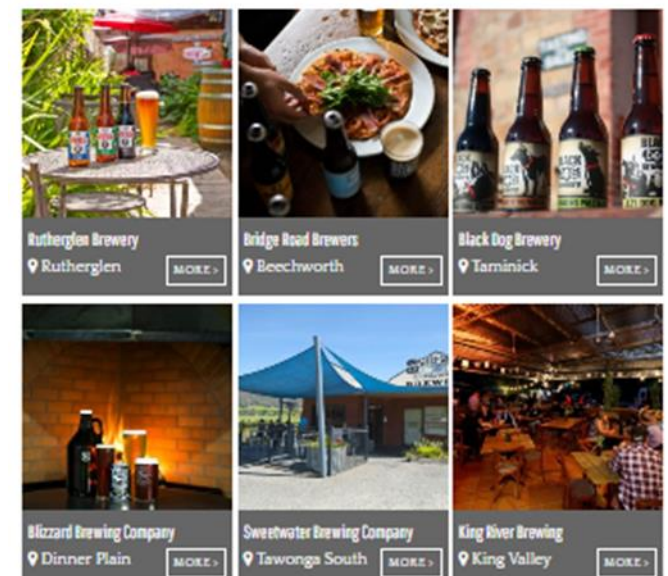 Rutherglen Brewery
Rutherglen
MORE >
Bridge Road Brewers
Beechworth
MORE >
Black Dog Brewery
Taminick
MORE >
Blizzard Brewing Company
Dinner Plain
MORE >
Sweetwater Brewing Company
Tawonga South
MORE >
King River Brewing
King Valley
MORE >